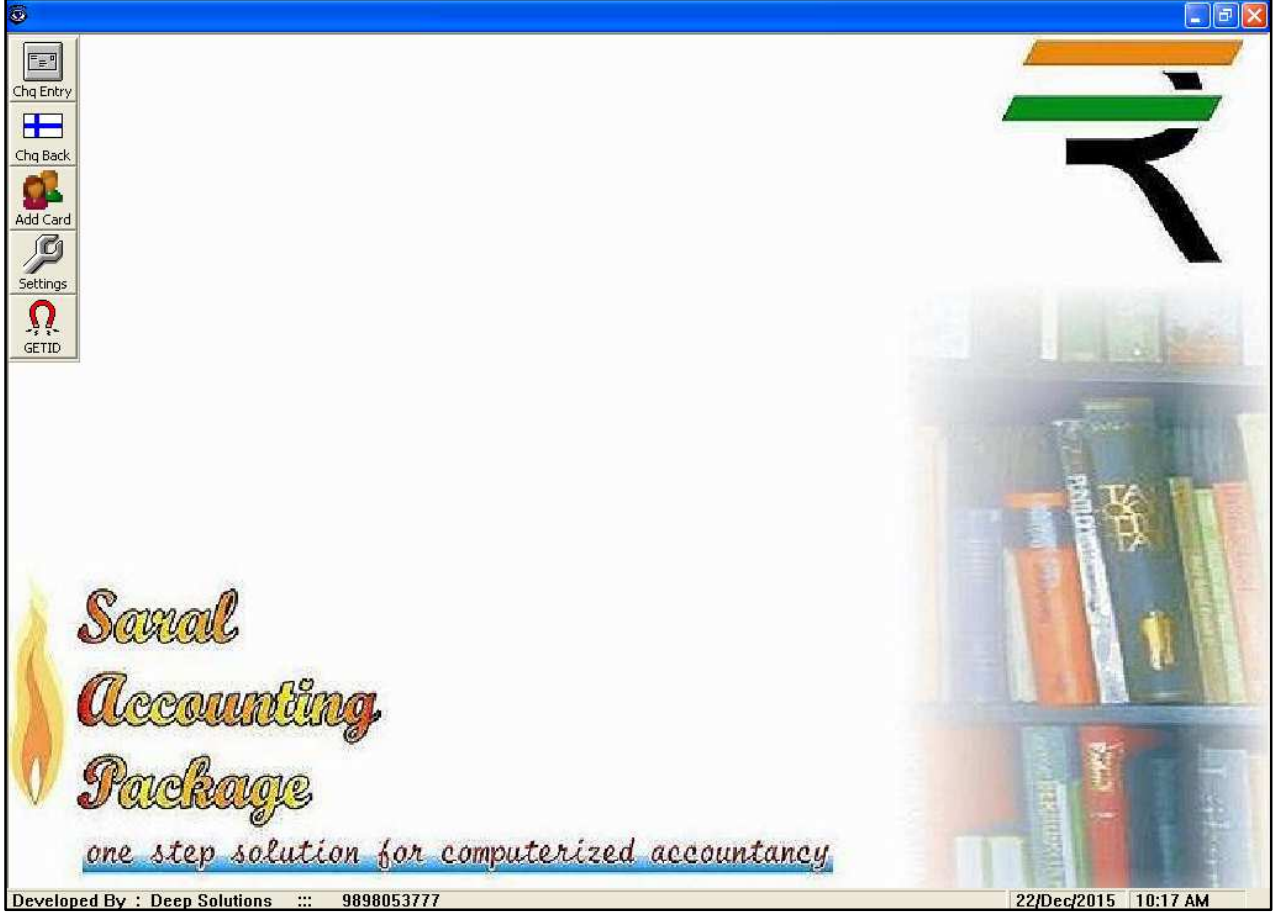 Chq Entry
Chq Back
Add Card
Settings
GETID
Saral
Accounting
Package
one step solution for computerized accountancy
Developed By : Deep Solutions ::: 9898053777
22/Dec/2015 10:17 AM